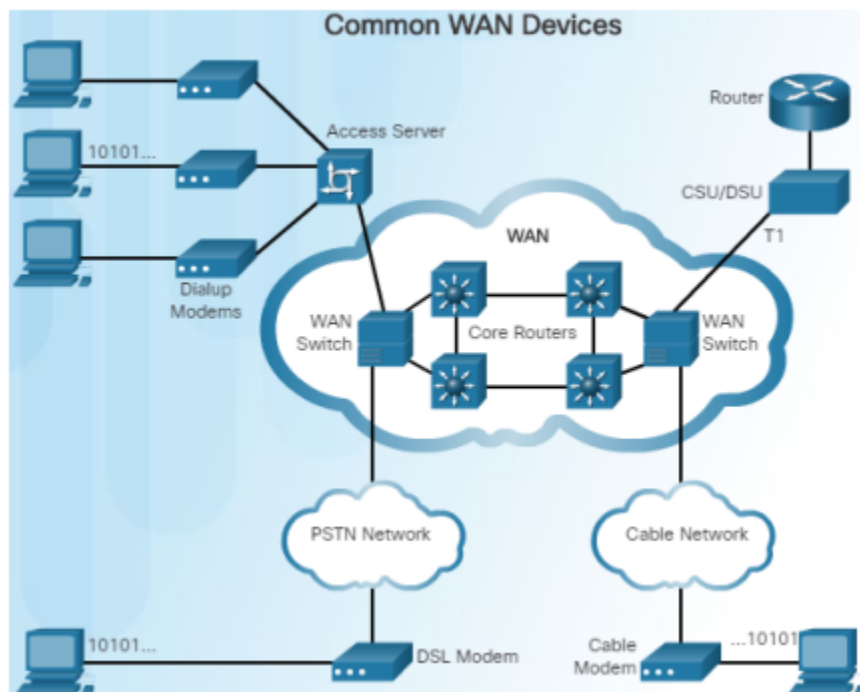 Common WAN Devices
Router
Access Server
10101...
CSU/DSU
T1
WAN
Dialup
Modems
WAN
Switch
Core Routers
WAN
Switch
PSTN Network
Cable Network
10101...
DSL Modem
Cable
Modem
...10101